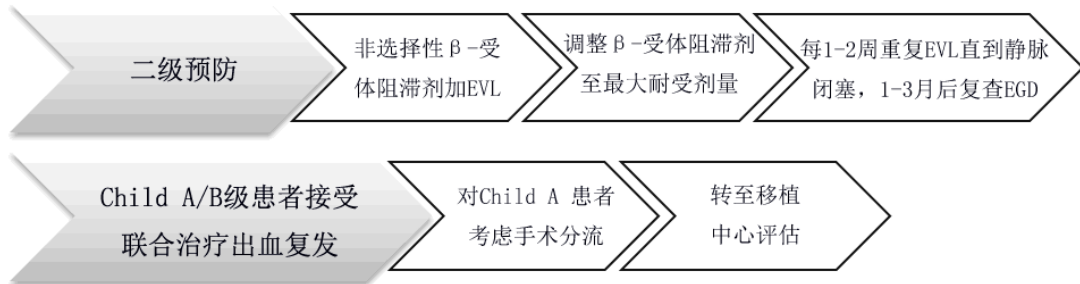 二级预防
非选择性β-受
体阻滞剂加EVL
调整β-受体阻滞剂
至最大耐受剂量
每1-2周重复EVL直到静脉
闭塞，1-3月后复查EGD
Child A/B级患者接受
联合治疗出血复发
对Child A 患者
考虑手术分流
转至移植
中心评估